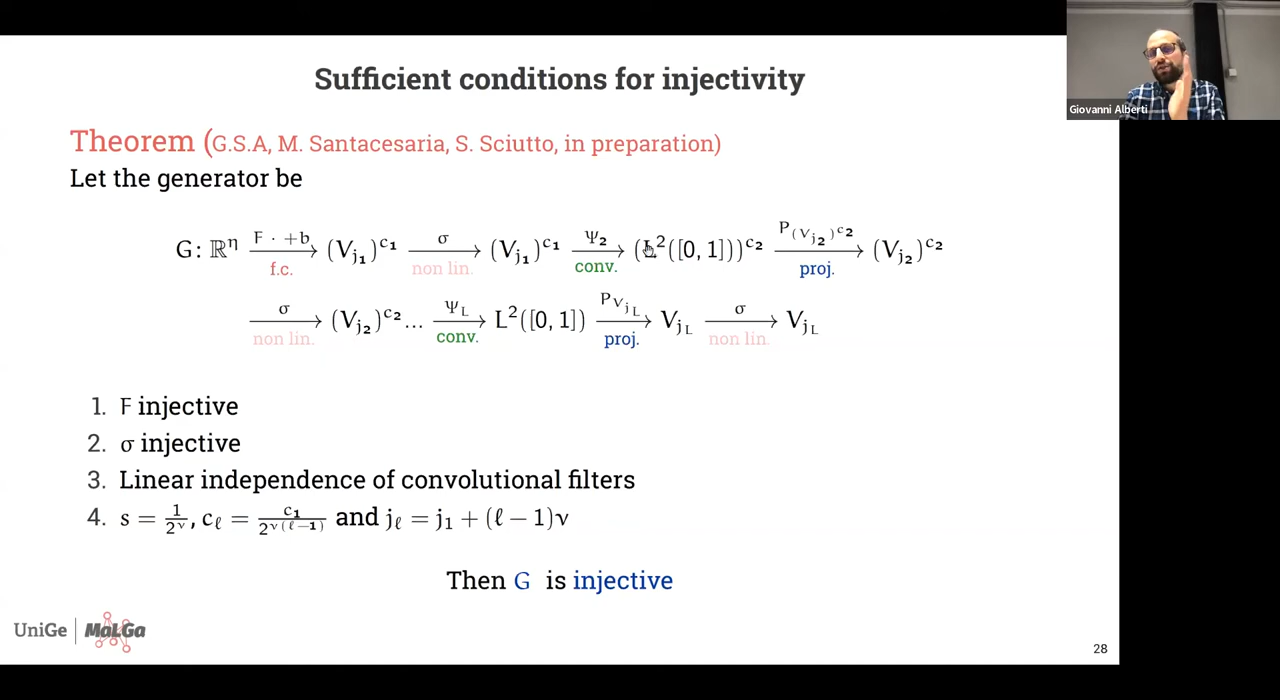 Sufficient conditions for injectivity
Giovanni Alberti
Theorem (G.S.A, M. Santacesaria, S. Sciutto, in preparation)
Let the generator be
G: ℝ^η —F · +b→ (V_{j₁})^{c₁} —σ→ (V_{j₁})^{c₁} —Ψ₂→ (L²([0, 1]))^{c₂} —P_{(V_{j₂})^{c₂}}→ (V_{j₂})^{c₂}
f.c. non lin. conv. proj.
—σ→ (V_{j₂})^{c₂} ... —Ψ_L→ L²([0, 1]) —P_{V_{j_L}}→ V_{j_L} —σ→ V_{j_L}
non lin. conv. proj. non lin.
1. F injective
2. σ injective
3. Linear independence of convolutional filters
4. s = 1/2^ν, c_ℓ = c₁/2^{ν(ℓ−1)} and j_ℓ = j₁ + (ℓ − 1)ν
Then G is injective
UniGe | MaLGa
28